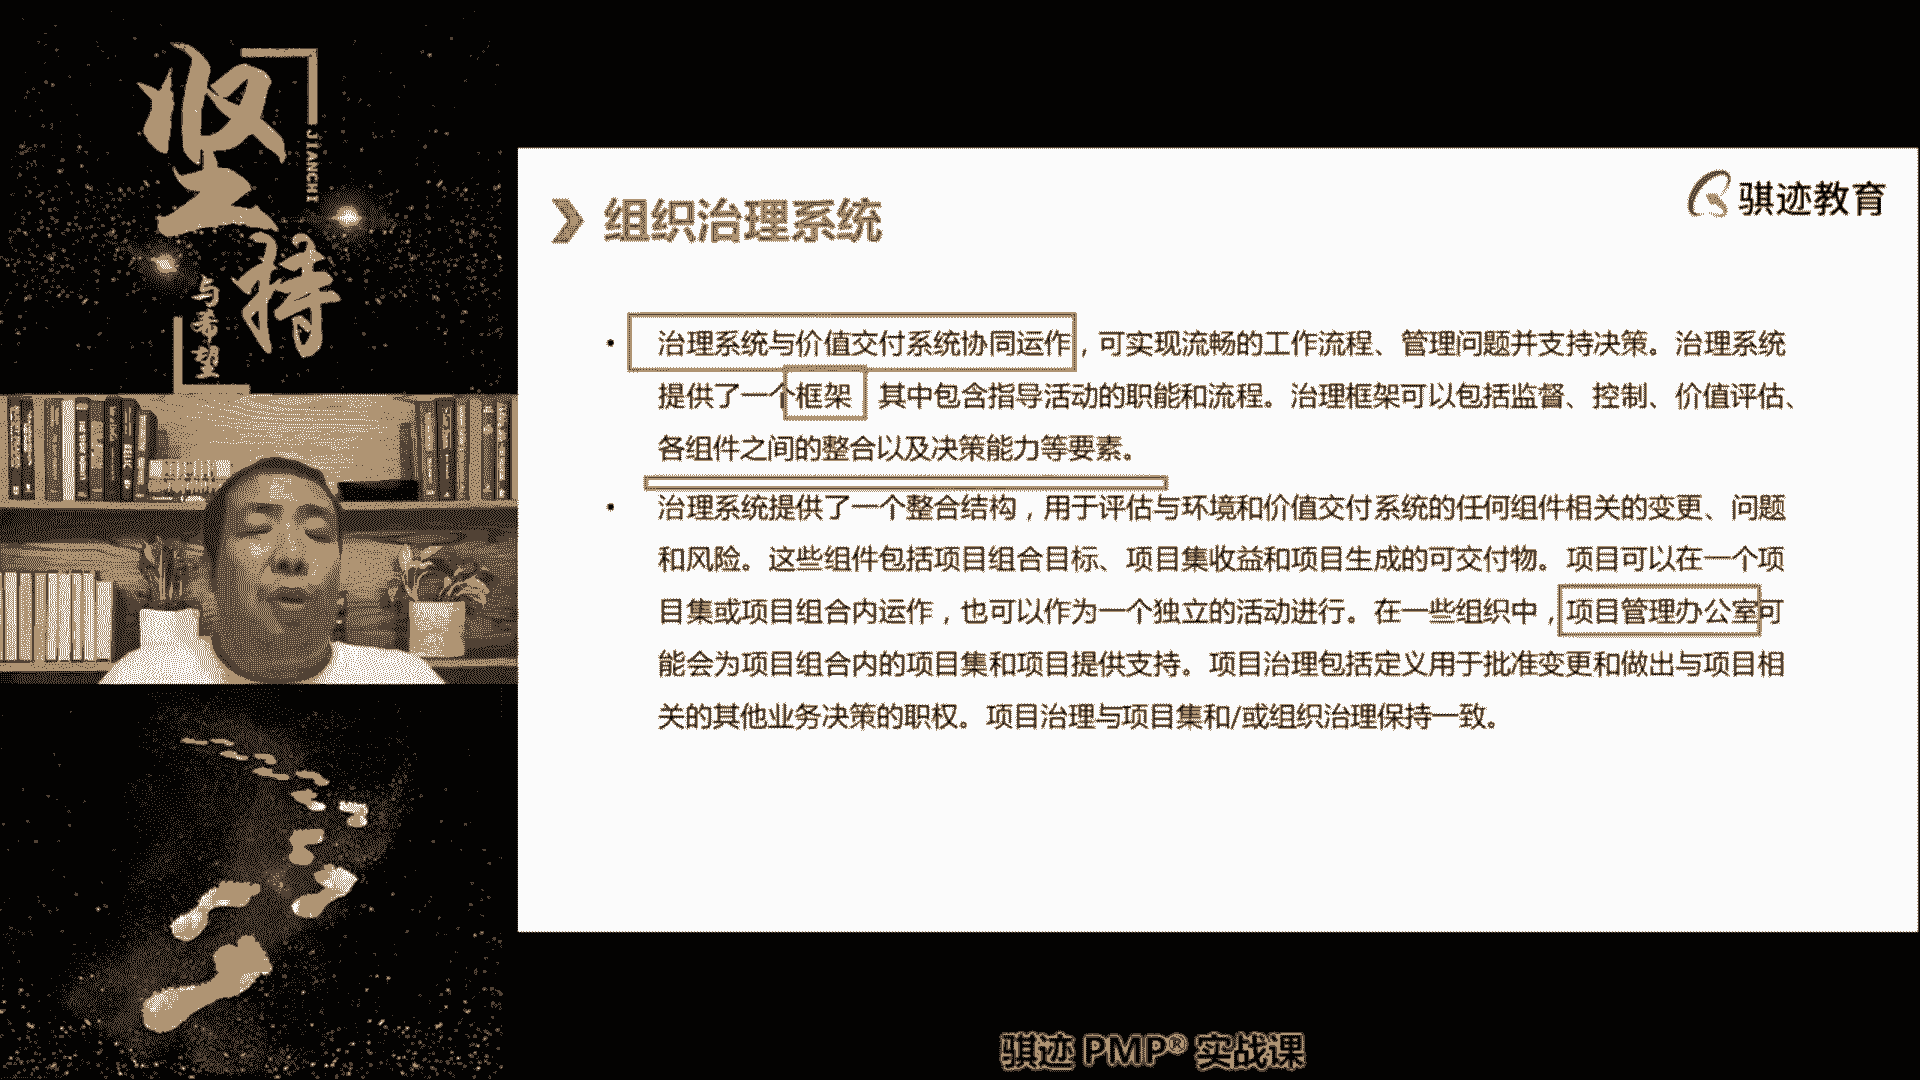 坚持
JIANCHI
与希望
骐迹教育
组织治理系统
• 治理系统与价值交付系统协同运作，可实现流畅的工作流程、管理问题并支持决策。治理系统
提供了一个框架 其中包含指导活动的职能和流程。治理框架可以包括监督、控制、价值评估、
各组件之间的整合以及决策能力等要素。
• 治理系统提供了一个整合结构，用于评估与环境和价值交付系统的任何组件相关的变更、问题
和风险。这些组件包括项目组合目标、项目集收益和项目生成的可交付物。项目可以在一个项
目集或项目组合内运作，也可以作为一个独立的活动进行。在一些组织中，项目管理办公室可
能会为项目组合内的项目集和项目提供支持。项目治理包括定义用于批准变更和做出与项目相
关的其他业务决策的职权。项目治理与项目集和/或组织治理保持一致。
骐迹 PMP® 实战课